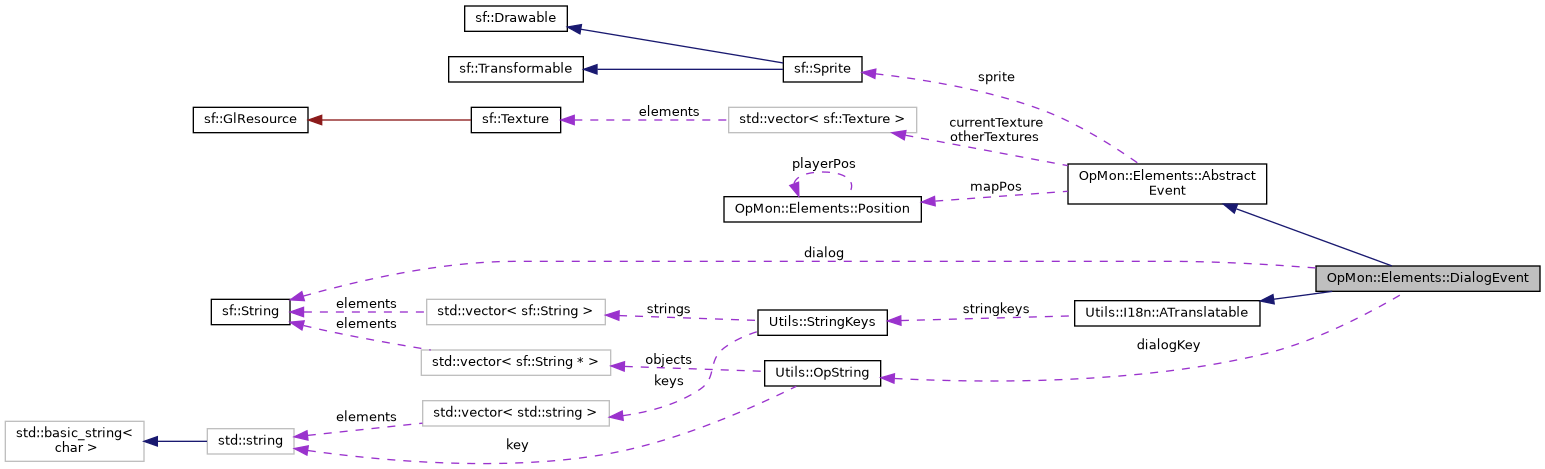 sf::Drawable
sf::Transformable
sf::Sprite
sprite
sf::GlResource
sf::Texture
elements
std::vector< sf::Texture >
currentTexture
otherTextures
playerPos
OpMon::Elements::Position
mapPos
OpMon::Elements::Abstract
Event
dialog
OpMon::Elements::DialogEvent
sf::String
elements
std::vector< sf::String >
strings
Utils::StringKeys
stringkeys
Utils::I18n::ATranslatable
elements
std::vector< sf::String * >
objects
Utils::OpString
dialogKey
keys
std::vector< std::string >
elements
std::basic_string<
char >
std::string
key